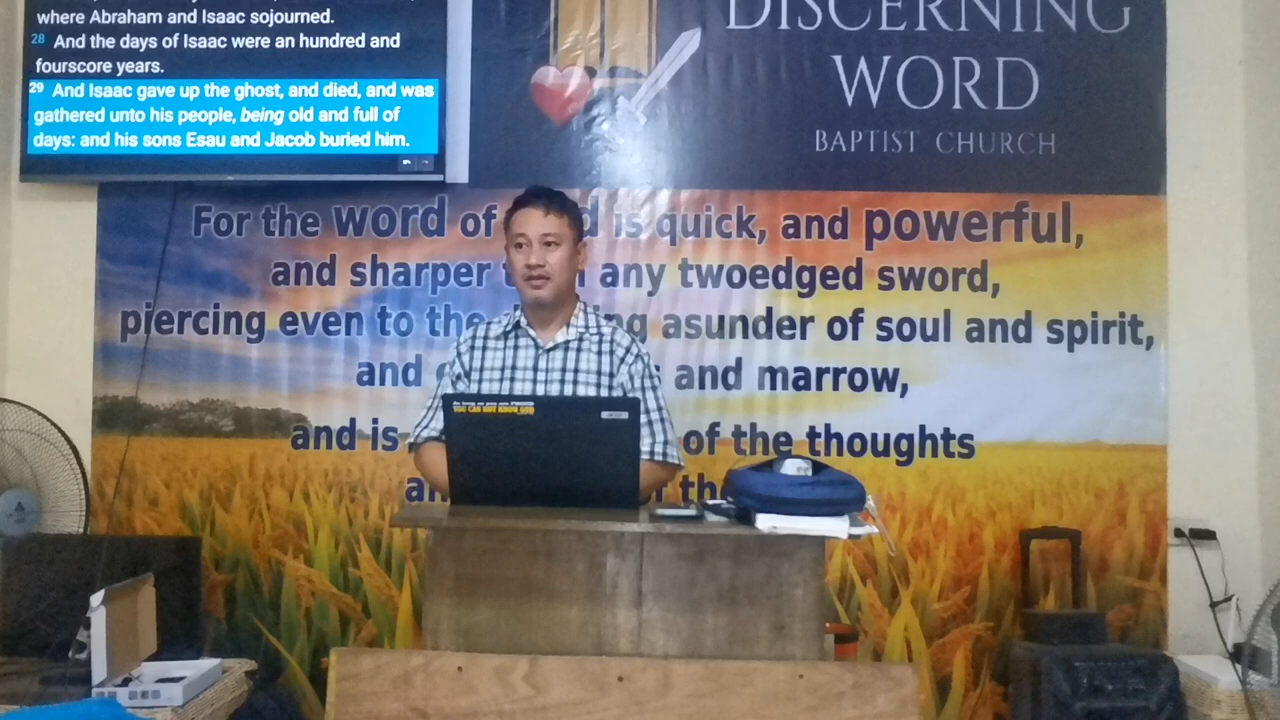 where Abraham and Isaac sojourned.
28 And the days of Isaac were an hundred and
fourscore years.
29 And Isaac gave up the ghost, and died, and was
gathered unto his people, being old and full of
days: and his sons Esau and Jacob buried him.
DISCERNING
WORD
BAPTIST CHURCH
For the word of is quick, and powerful,
and sharper any twoedged sword,
piercing even to the asunder of soul and spirit,
and and marrow,
and is of the thoughts
YOU CAN NOT KNOW GOD